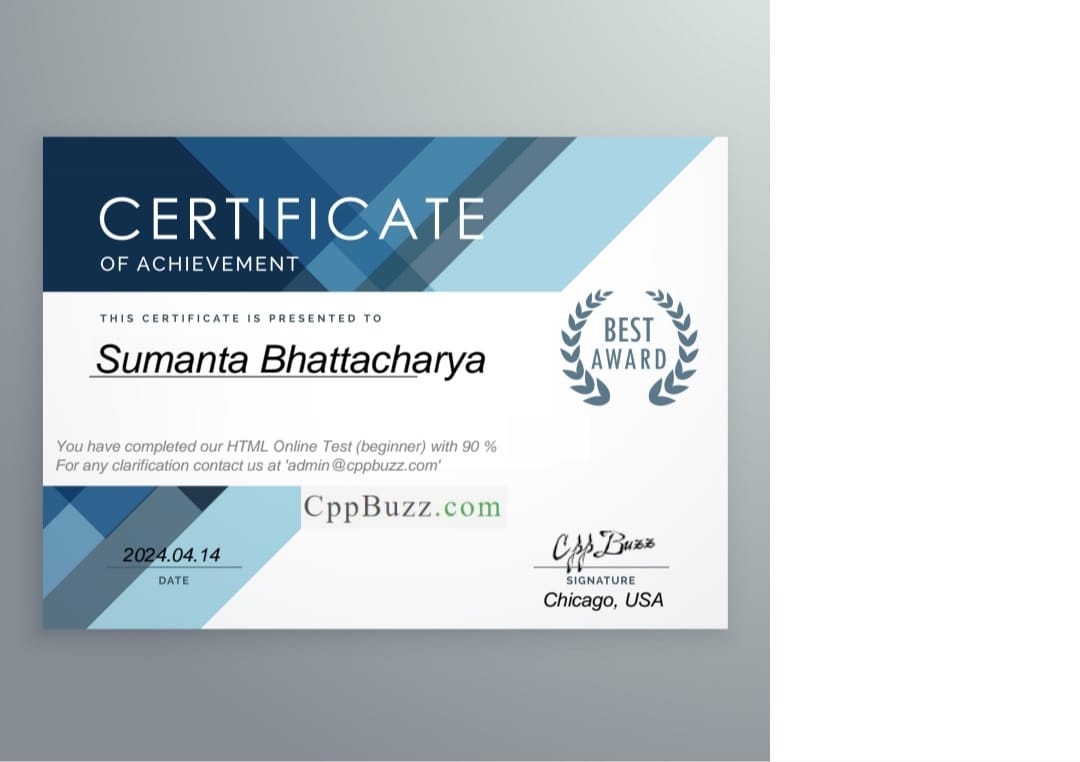 CERTIFICATE
OF ACHIEVEMENT
THIS CERTIFICATE IS PRESENTED TO
Sumanta Bhattacharya
BEST
AWARD
You have completed our HTML Online Test (beginner) with 90 %
For any clarification contact us at 'admin@cppbuzz.com'
CppBuzz.com
2024.04.14
DATE
CppBuzz
SIGNATURE
Chicago, USA